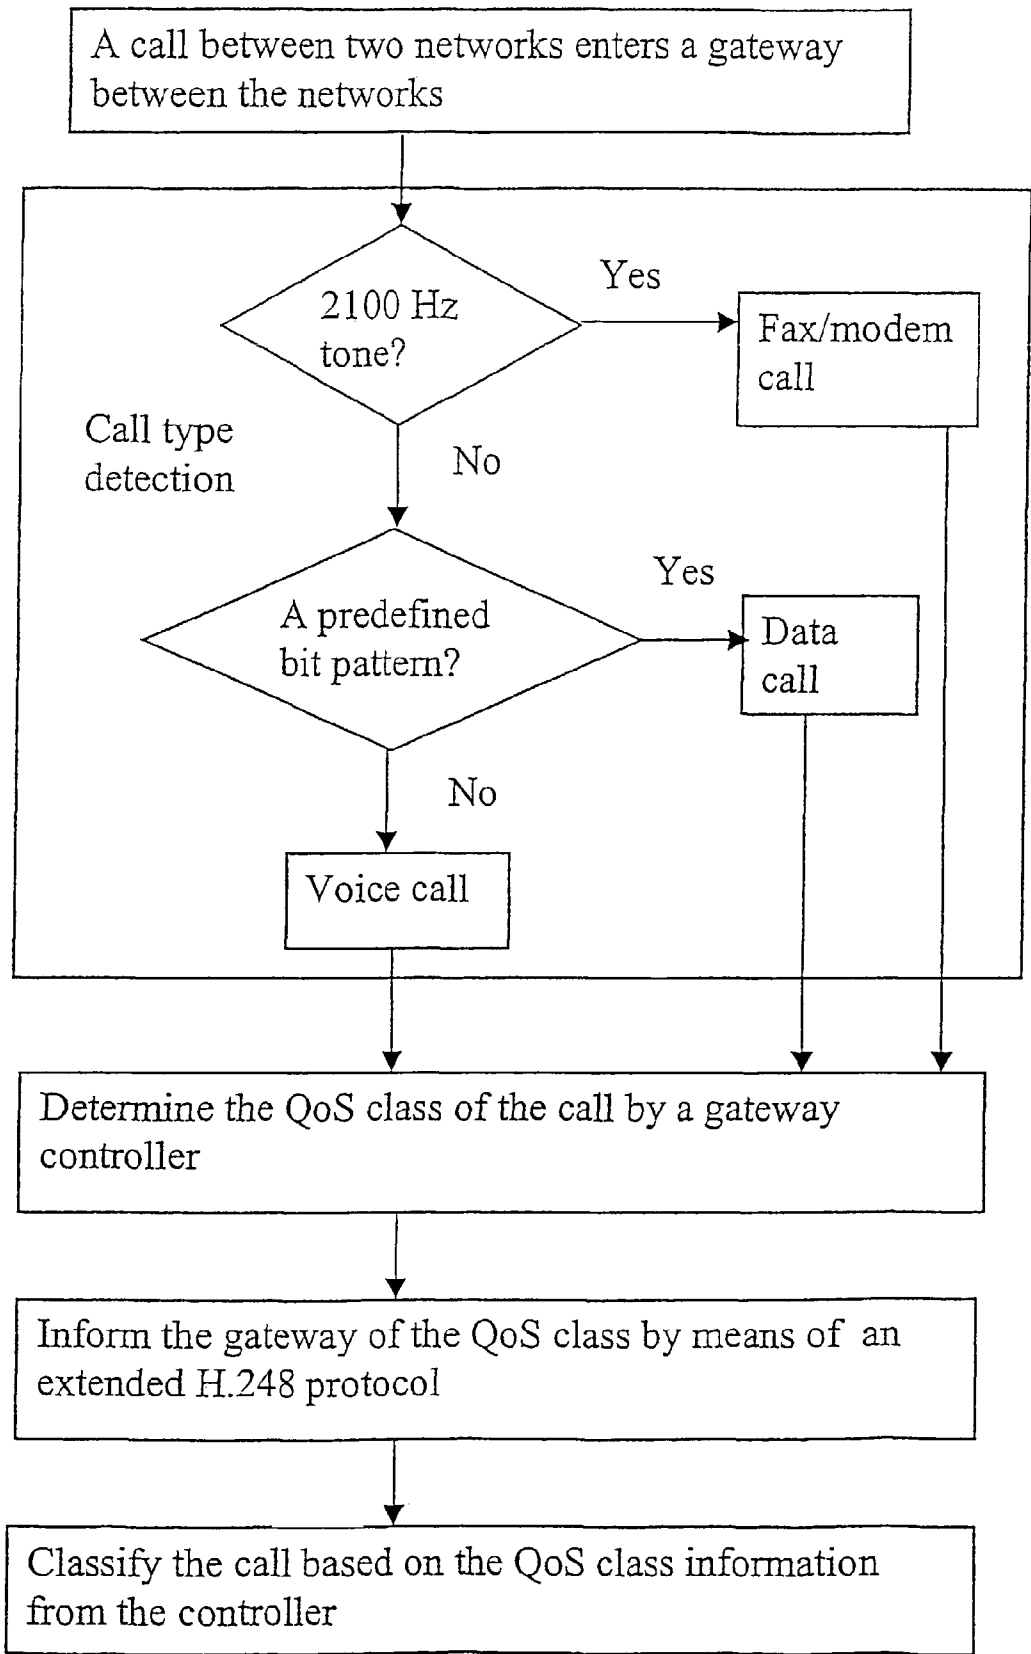 A call between two networks enters a gateway
between the networks
Yes
2100 Hz
tone?
Fax/modem
call
Call type
detection
No
Yes
A predefined
bit pattern?
Data
call
No
Voice call
Determine the QoS class of the call by a gateway
controller
Inform the gateway of the QoS class by means of an
extended H.248 protocol
Classify the call based on the QoS class information
from the controller